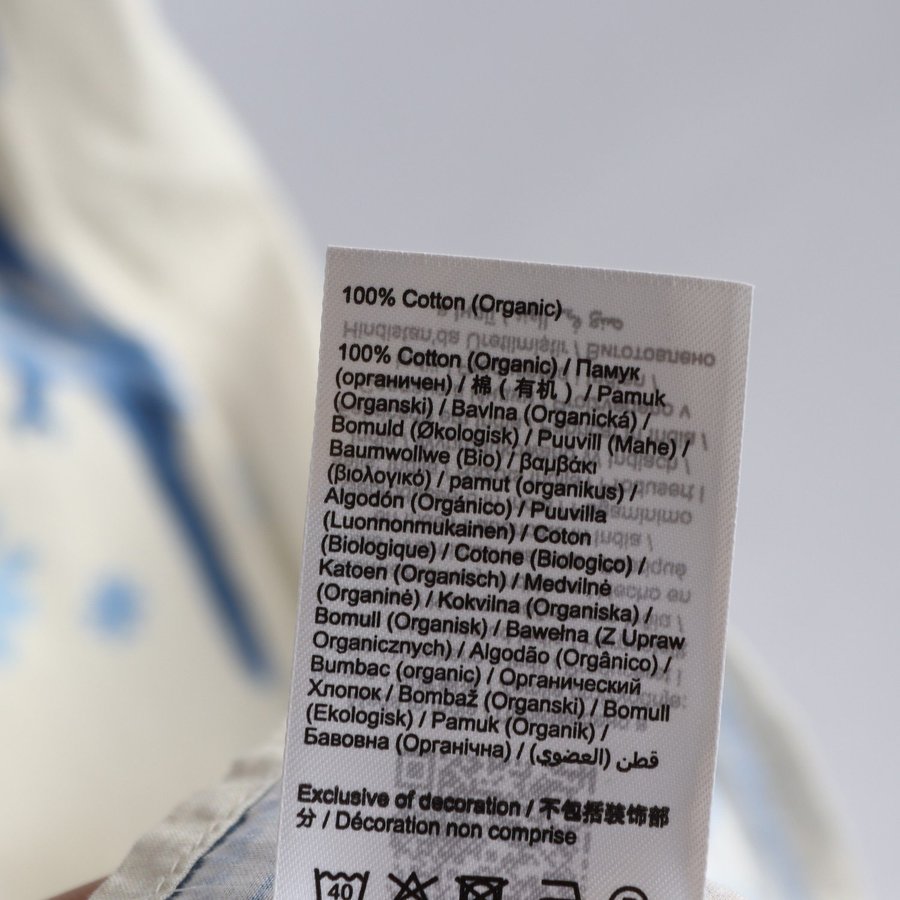 100% Cotton (Organic)
100% Cotton (Organic) / Памук
(органичен) / 棉 ( 有机 ) / Pamuk
(Organski) / Bavlna (Organická) /
Bomuld (Økologisk) / Puuvill (Mahe) /
Baumwollwe (Bio) / βαμβάκι
(βιολογικό) / pamut (organikus) /
Algodón (Orgánico) / Puuvilla
(Luonnonmukainen) / Coton
(Biologique) / Cotone (Biologico) /
Katoen (Organisch) / Medvilnė
(Organinė) / Kokvilna (Organiska) /
Bomull (Organisk) / Bawełna (Z Upraw
Organicznych) / Algodão (Orgânico) /
Bumbac (organic) / Органический
Хлопок / Bombaž (Organski) / Bomull
(Ekologisk) / Pamuk (Organik) /
Бавовна (Органічна) / قطن (العضوي)
Exclusive of decoration / 不包括装饰部
分 / Décoration non comprise
40